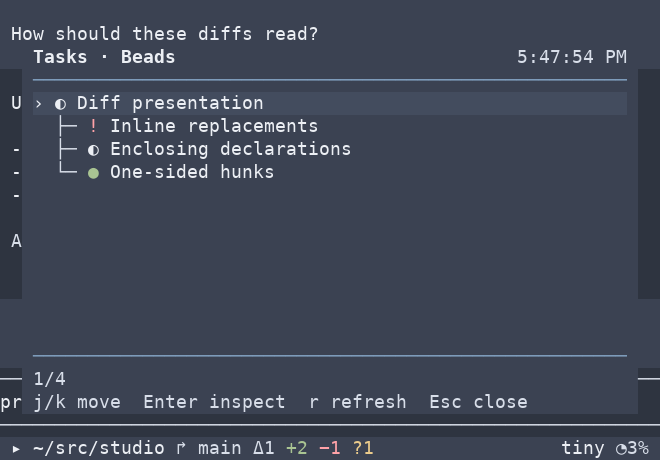 How should these diffs read?
Tasks · Beads 5:47:54 PM
U › ◐ Diff presentation
├─ ! Inline replacements
- ├─ ◐ Enclosing declarations
- └─ ● One-sided hunks
-
A
1/4
pr j/k move Enter inspect r refresh Esc close
▸ ~/src/studio ┌ main Δ1 +2 −1 ?1 tiny ◔3%